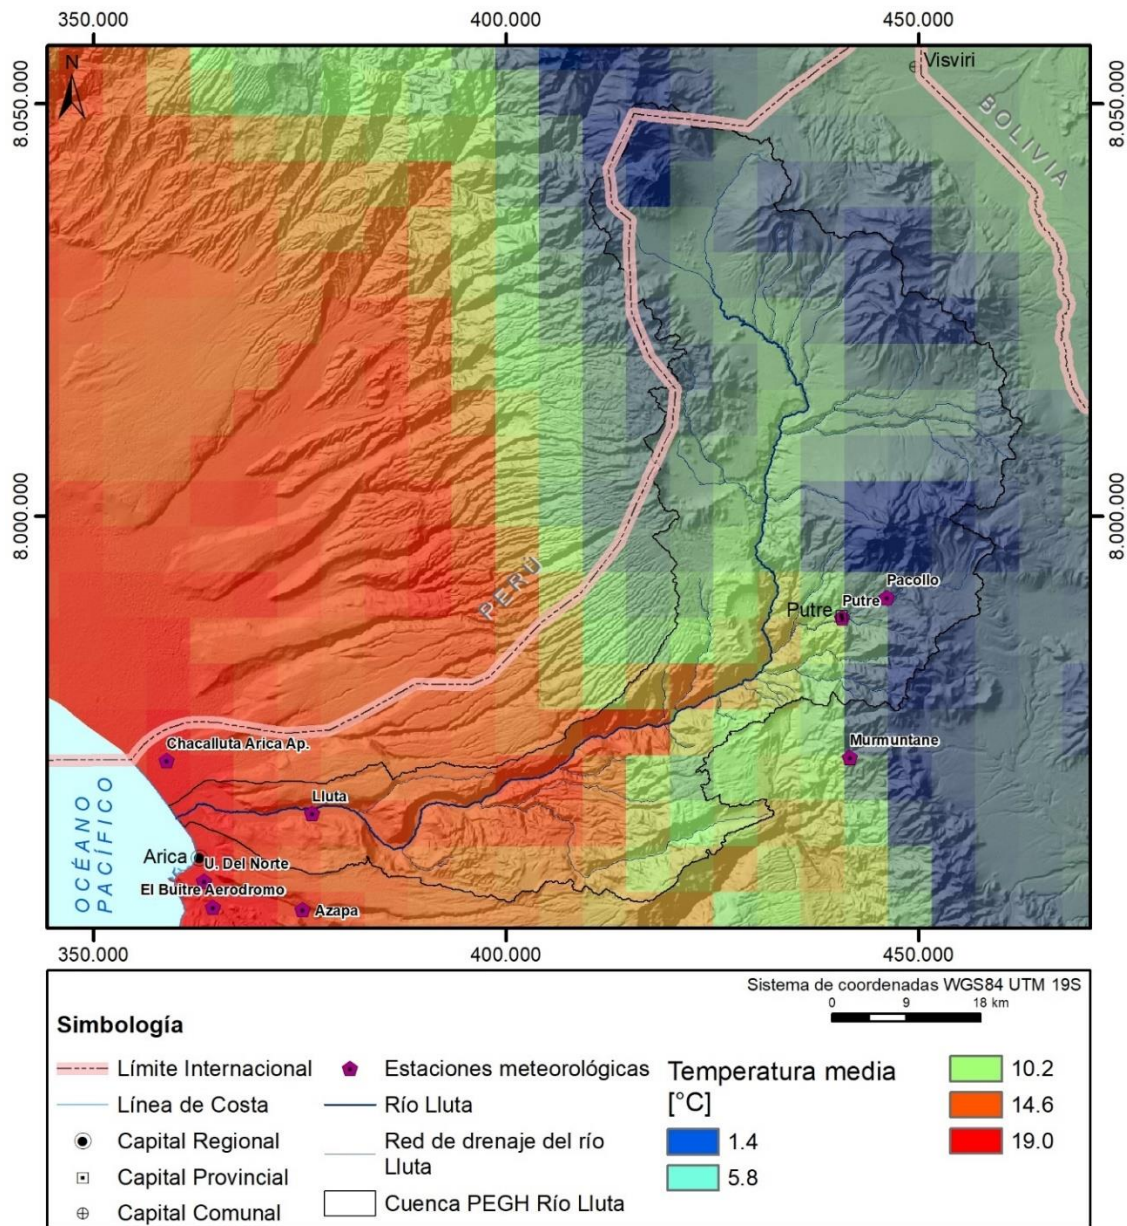 350.000
400.000
450.000
N
Visviri
8.050.000
8.050.000
BOLIVIA
8.000.000
8.000.000
PERU
Pacollo
Putre
Putre
Murmuntane
Chacalluta Arica Ap.
Lluta
OCÉANO
PACÍFICO
Arica
U. Del Norte
El Buitre Aerodromo
Azapa
350.000
400.000
450.000
Sistema de coordenadas WGS84 UTM 19S
0 9 18 km
Simbología
Límite Internacional
Línea de Costa
Capital Regional
Capital Provincial
Capital Comunal
Estaciones meteorológicas
Río Lluta
Red de drenaje del río
Lluta
Cuenca PEGH Río Lluta
Temperatura media
[°C]
1.4
5.8
10.2
14.6
19.0